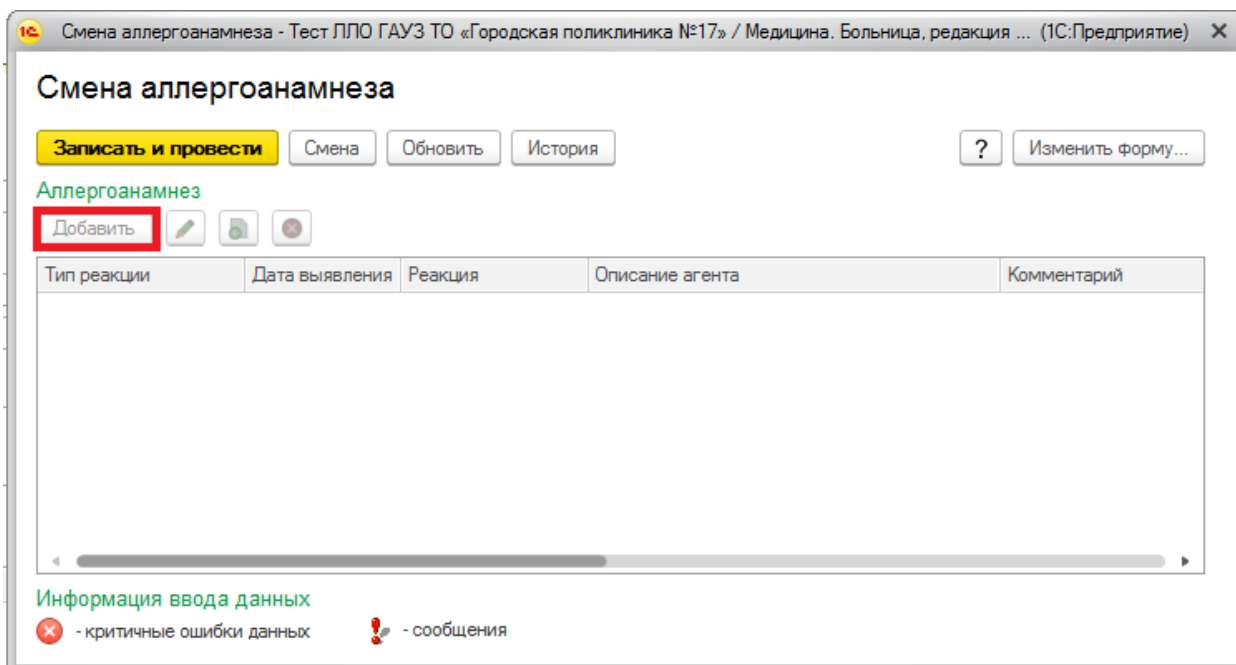 1С Смена аллергоанамнеза - Тест ЛПО ГАУЗ ТО «Городская поликлиника №17» / Медицина. Больница, редакция ... (1С:Предприятие)
Смена аллергоанамнеза
Записать и провести Смена Обновить История ? Изменить форму...
Аллергоанамнез
Добавить
Тип реакции Дата выявления Реакция Описание агента Комментарий
Информация ввода данных
- критичные ошибки данных - сообщения